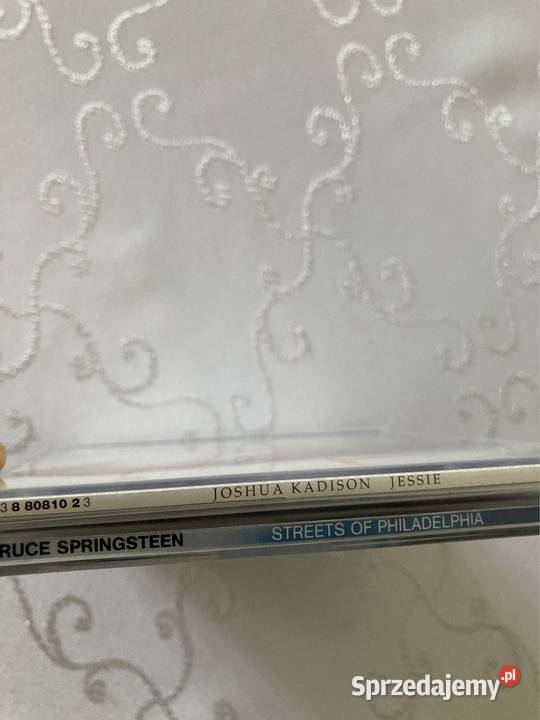 3 8 80810 2 3 JOSHUA KADISON JESSIE
RUCE SPRINGSTEEN STREETS OF PHILADELPHIA
Sprzedajemy.pl